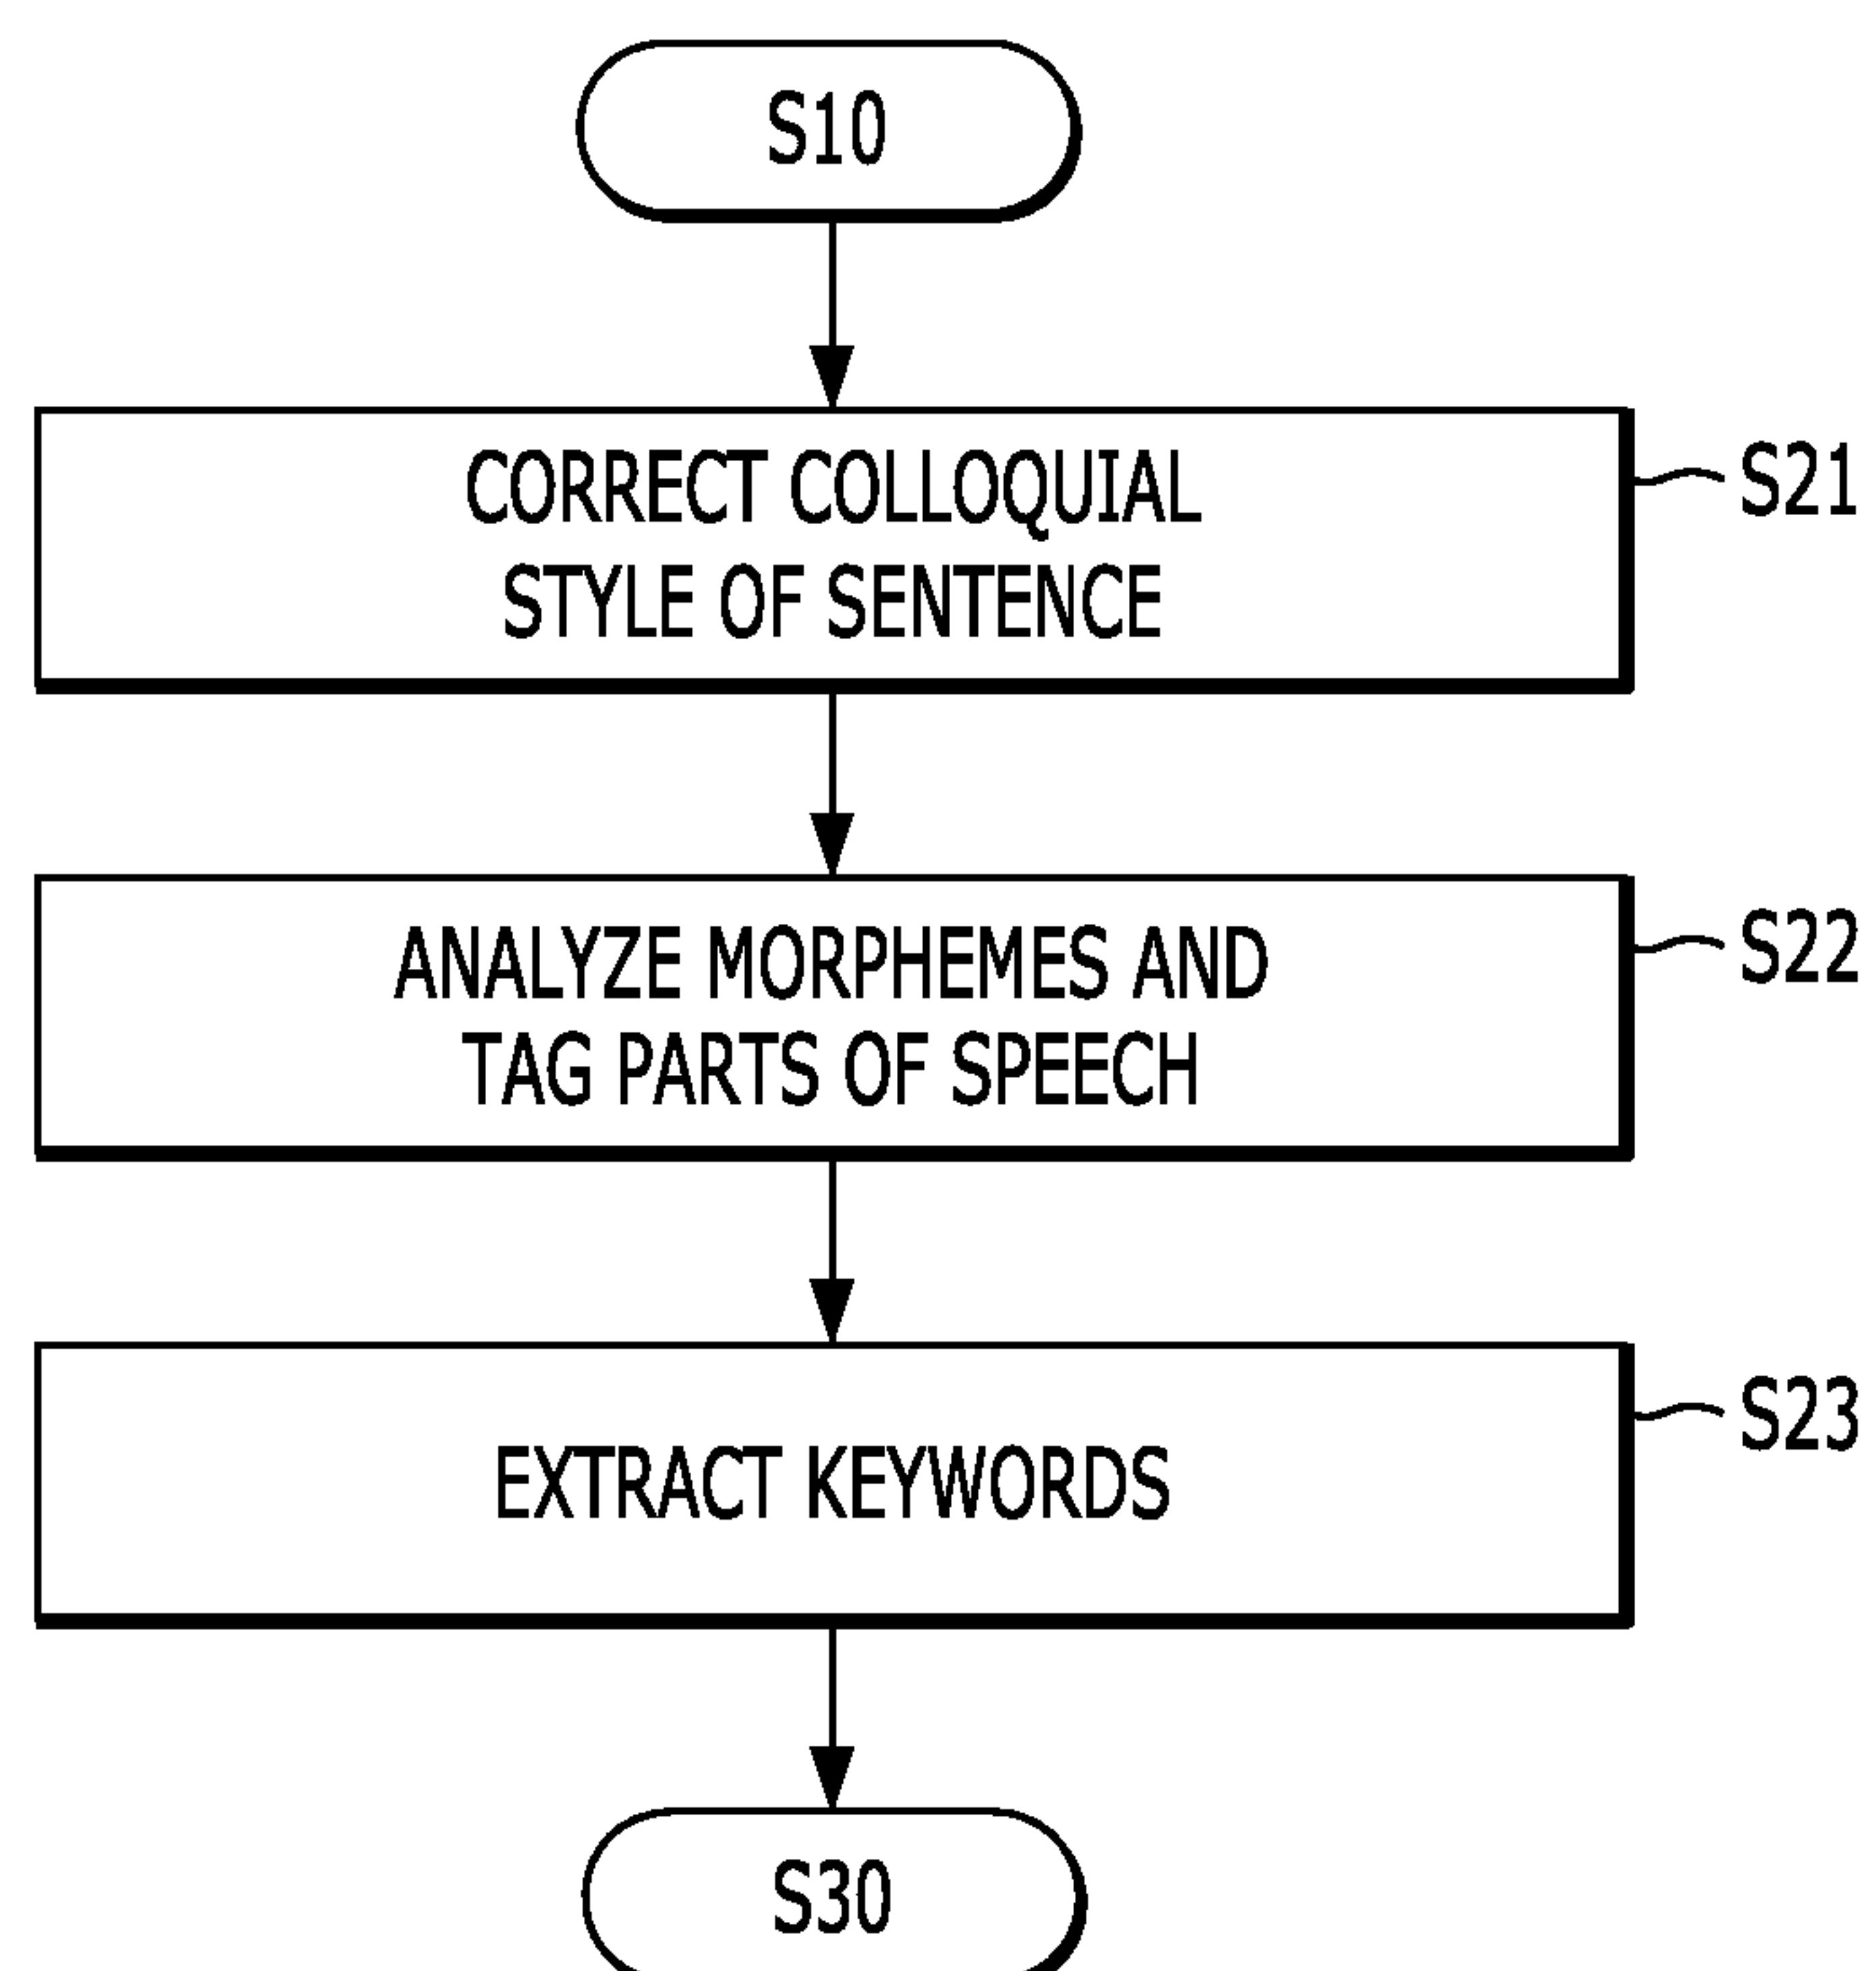 S10
CORRECT COLLOQUIAL
STYLE OF SENTENCE
S21
ANALYZE MORPHEMES AND
TAG PARTS OF SPEECH
S22
EXTRACT KEYWORDS
S23
S30